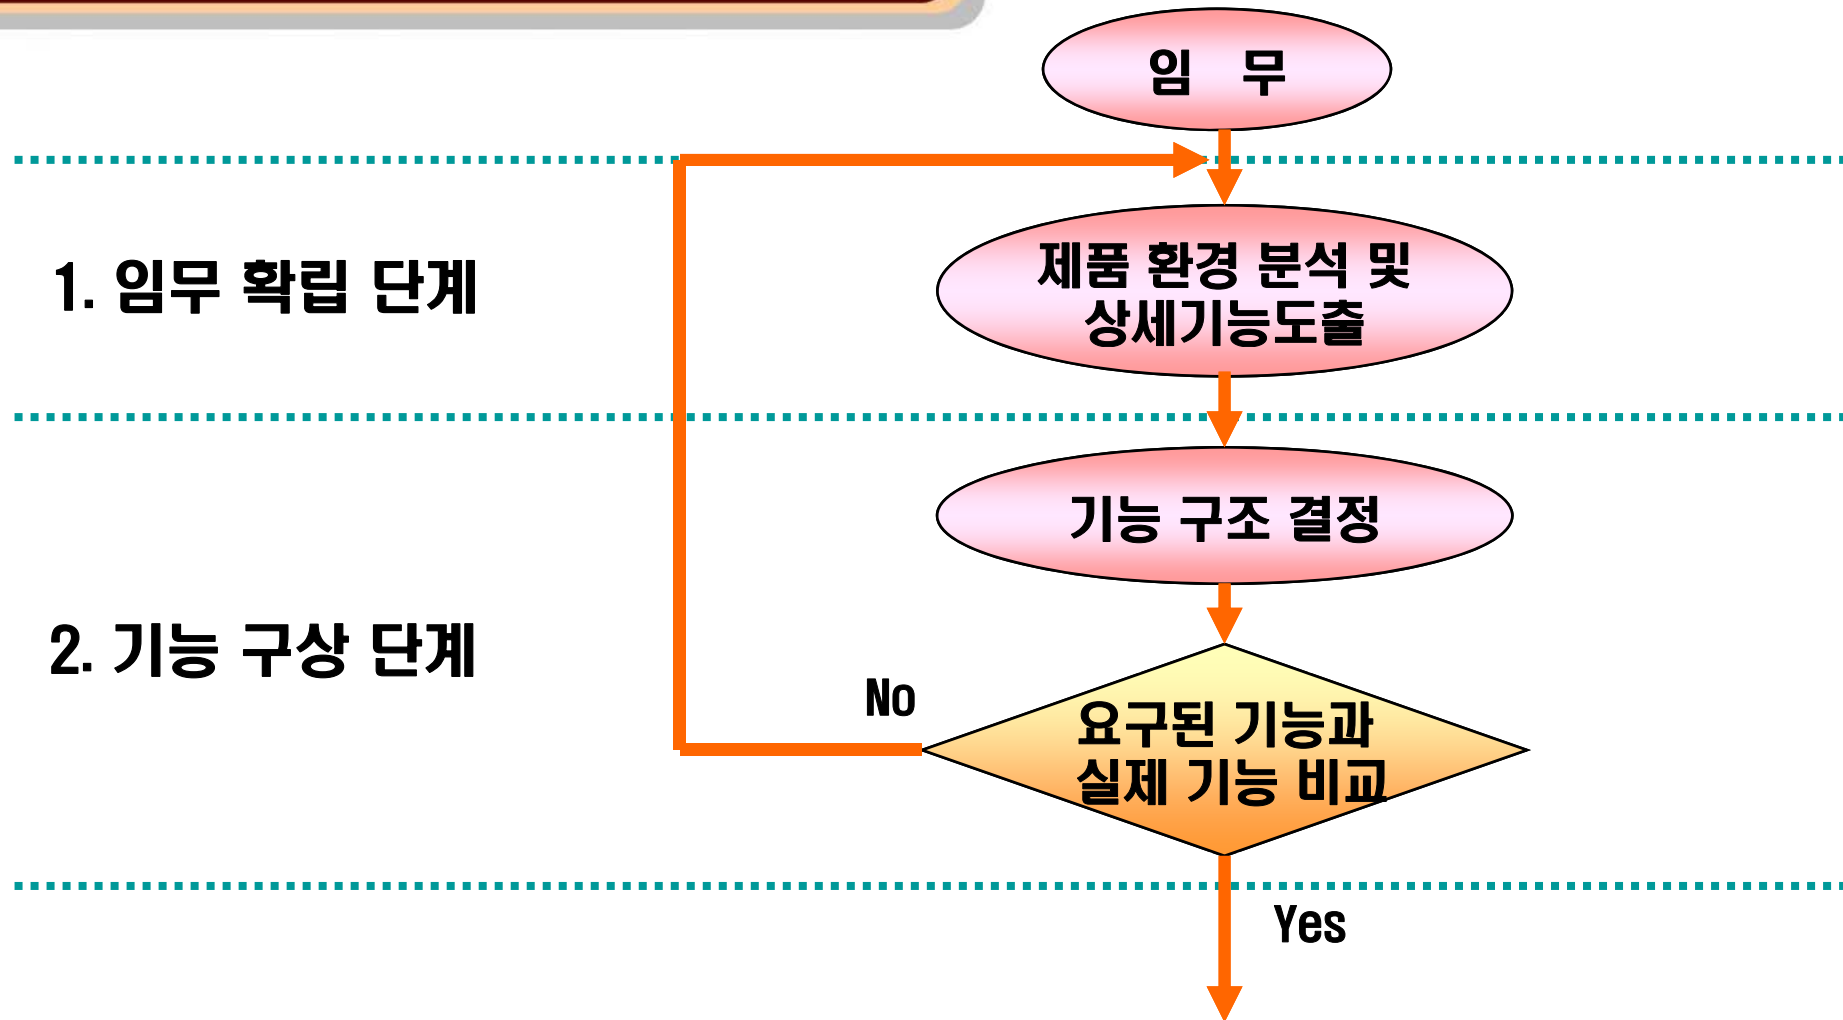 임 무
1. 임무 확립 단계
제품 환경 분석 및
상세기능도출
기능 구조 결정
2. 기능 구상 단계
No
요구된 기능과
실제 기능 비교
Yes